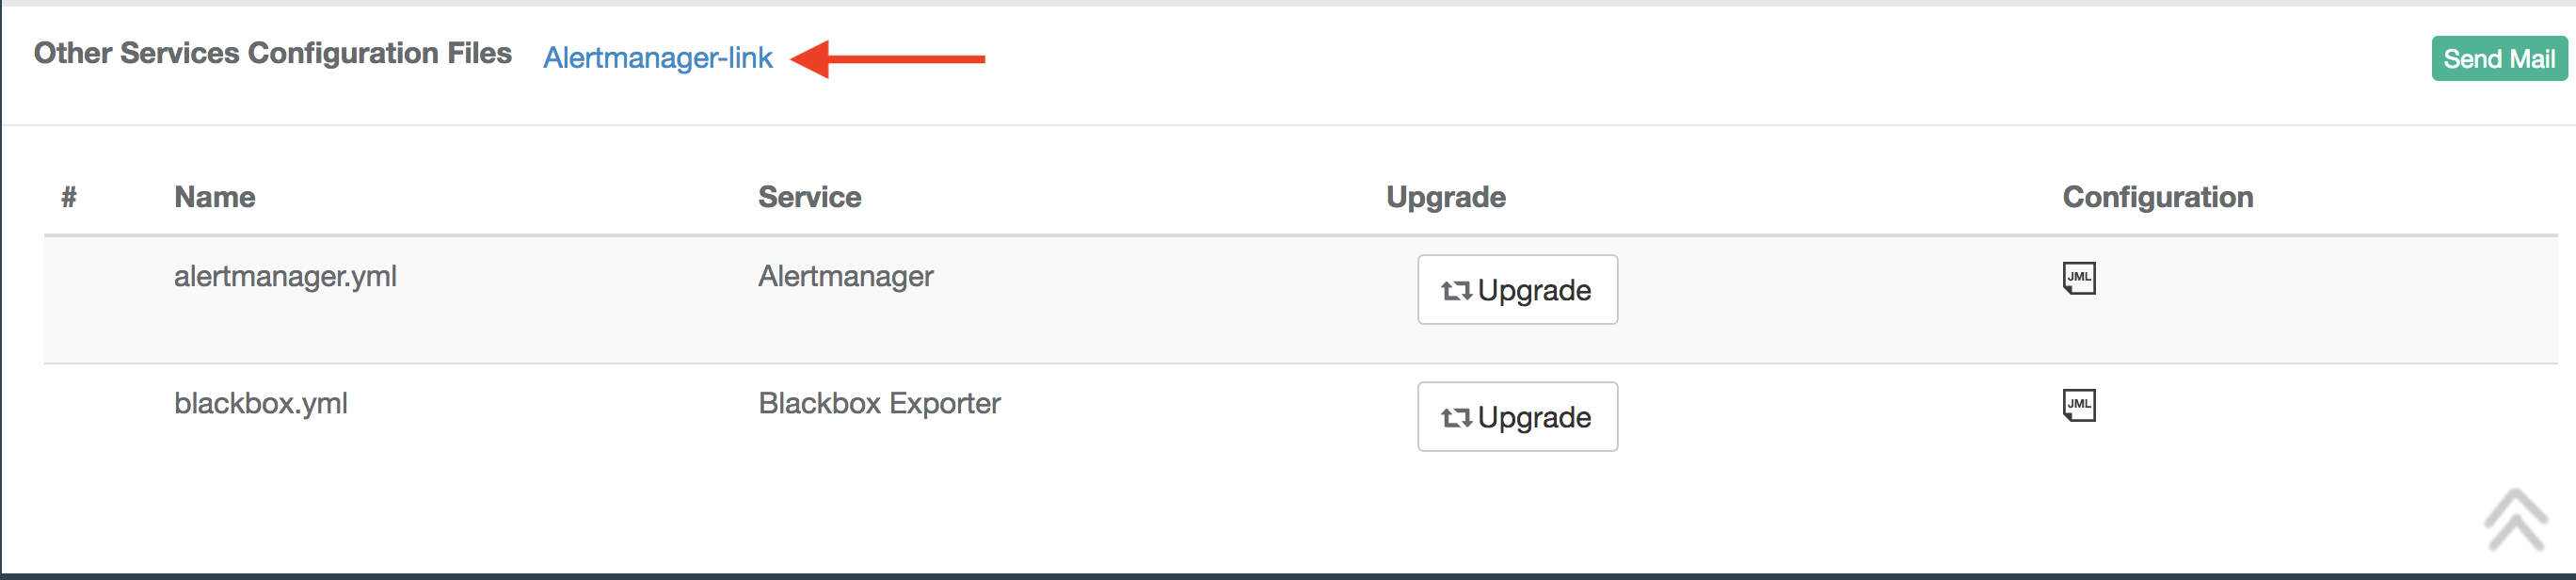 Other Services Configuration Files Alertmanager-link Send Mail
# Name Service Upgrade Configuration
alertmanager.yml Alertmanager Upgrade JML
blackbox.yml Blackbox Exporter Upgrade JML